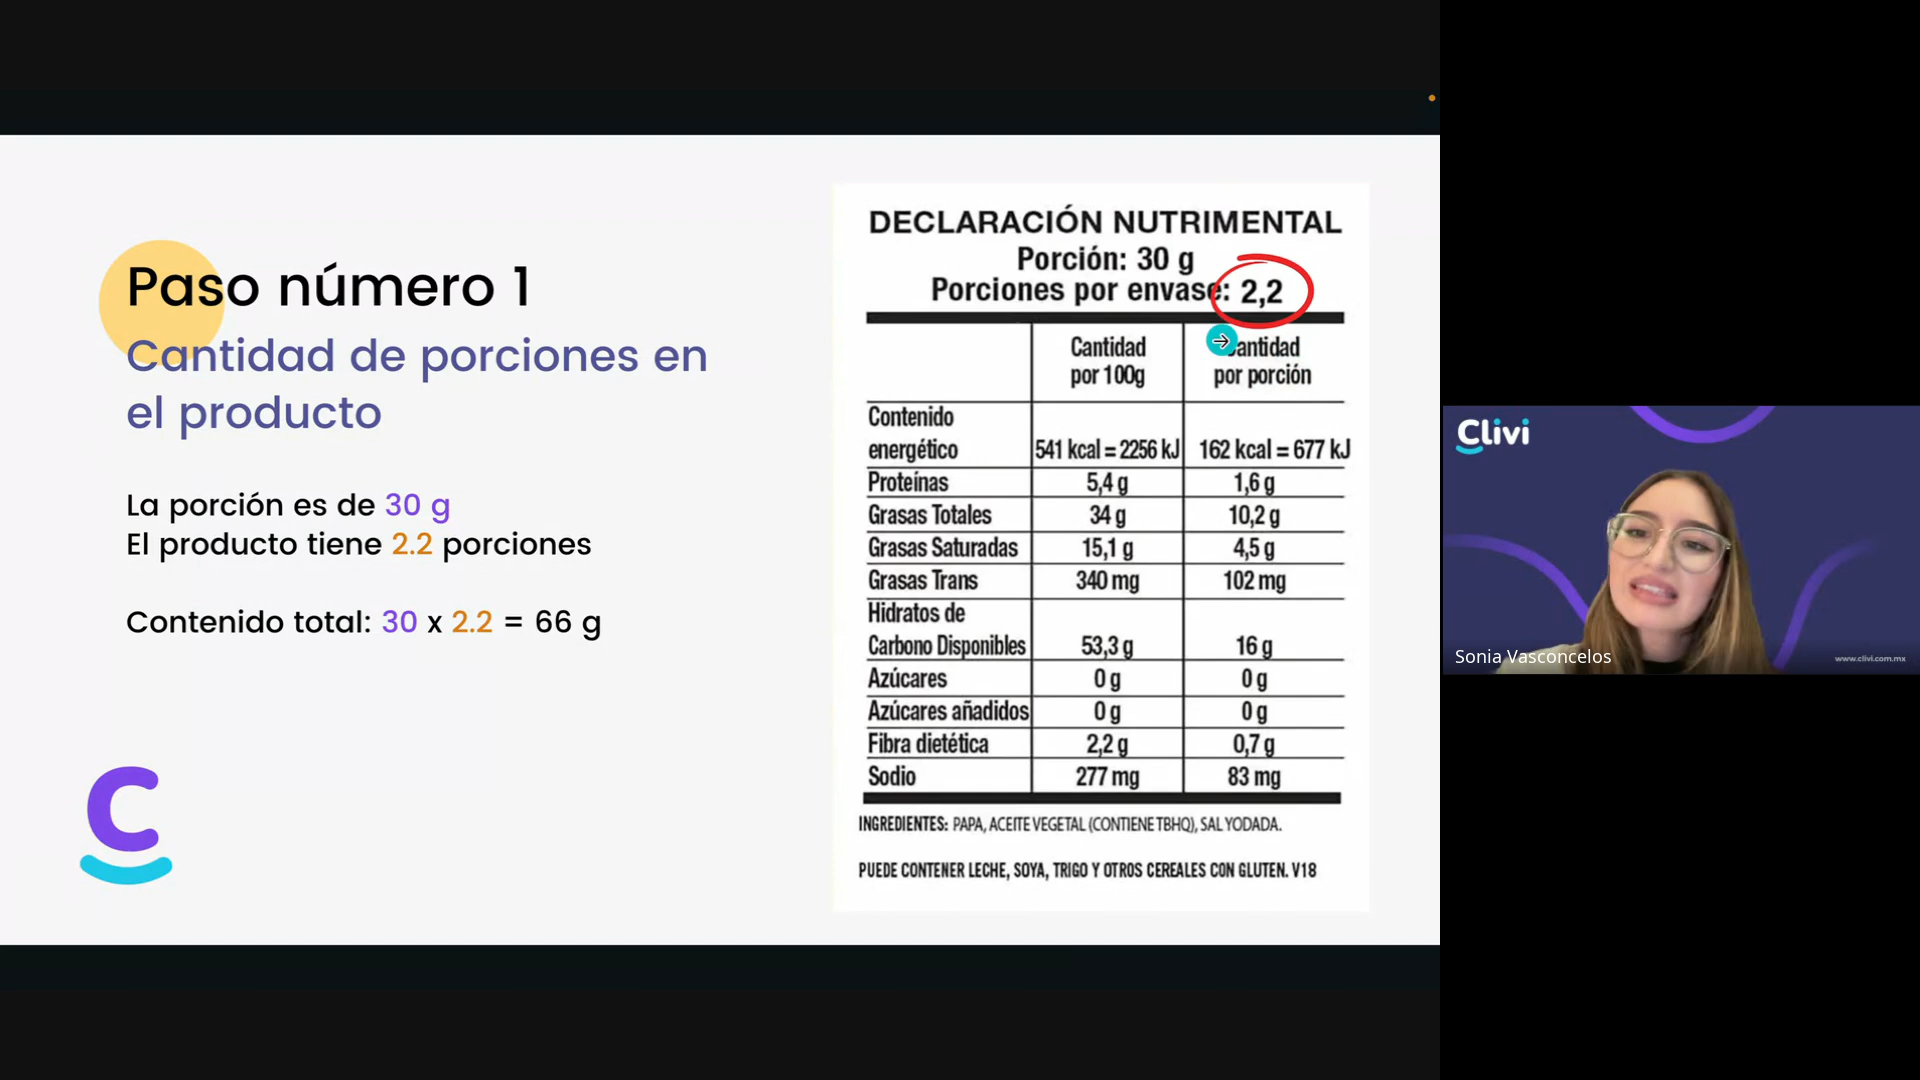 Paso número 1
Cantidad de porciones en
el producto
La porción es de 30 g
El producto tiene 2.2 porciones
Contenido total: 30 x 2.2 = 66 g
DECLARACIÓN NUTRIMENTAL
Porción: 30 g
Porciones por envase: 2,2
Cantidad por 100g Cantidad por porción
Contenido energético 541 kcal = 2256 kJ 162 kcal = 677 kJ
Proteínas 5,4 g 1,6 g
Grasas Totales 34 g 10,2 g
Grasas Saturadas 15,1 g 4,5 g
Grasas Trans 340 mg 102 mg
Hidratos de
Carbono Disponibles 53,3 g 16 g
Azúcares 0 g 0 g
Azúcares añadidos 0 g 0 g
Fibra dietética 2,2 g 0,7 g
Sodio 277 mg 83 mg
INGREDIENTES: PAPA, ACEITE VEGETAL (CONTIENE TBHQ), SAL YODADA.
PUEDE CONTENER LECHE, SOYA, TRIGO Y OTROS CEREALES CON GLUTEN. V18
Clivi
Sonia Vasconcelos
www.clivi.com.mx